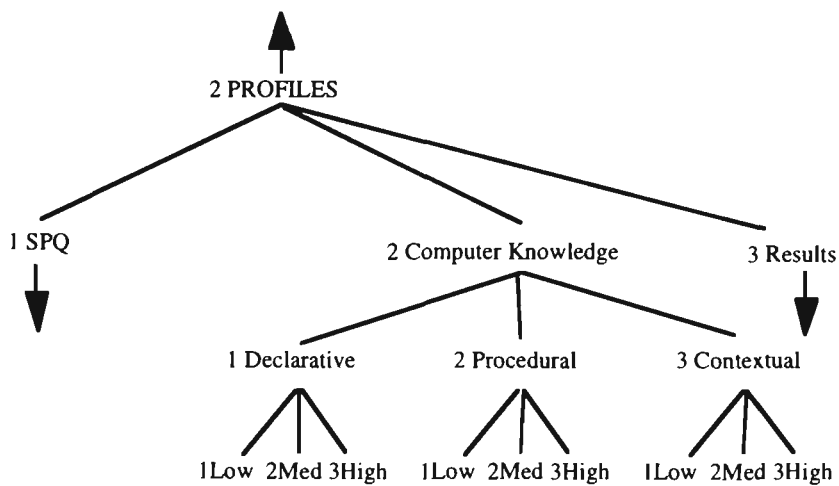 2 PROFILES
1 SPQ
2 Computer Knowledge
3 Results
1 Declarative
2 Procedural
3 Contextual
1Low 2Med 3High
1Low 2Med 3High
1Low 2Med 3High